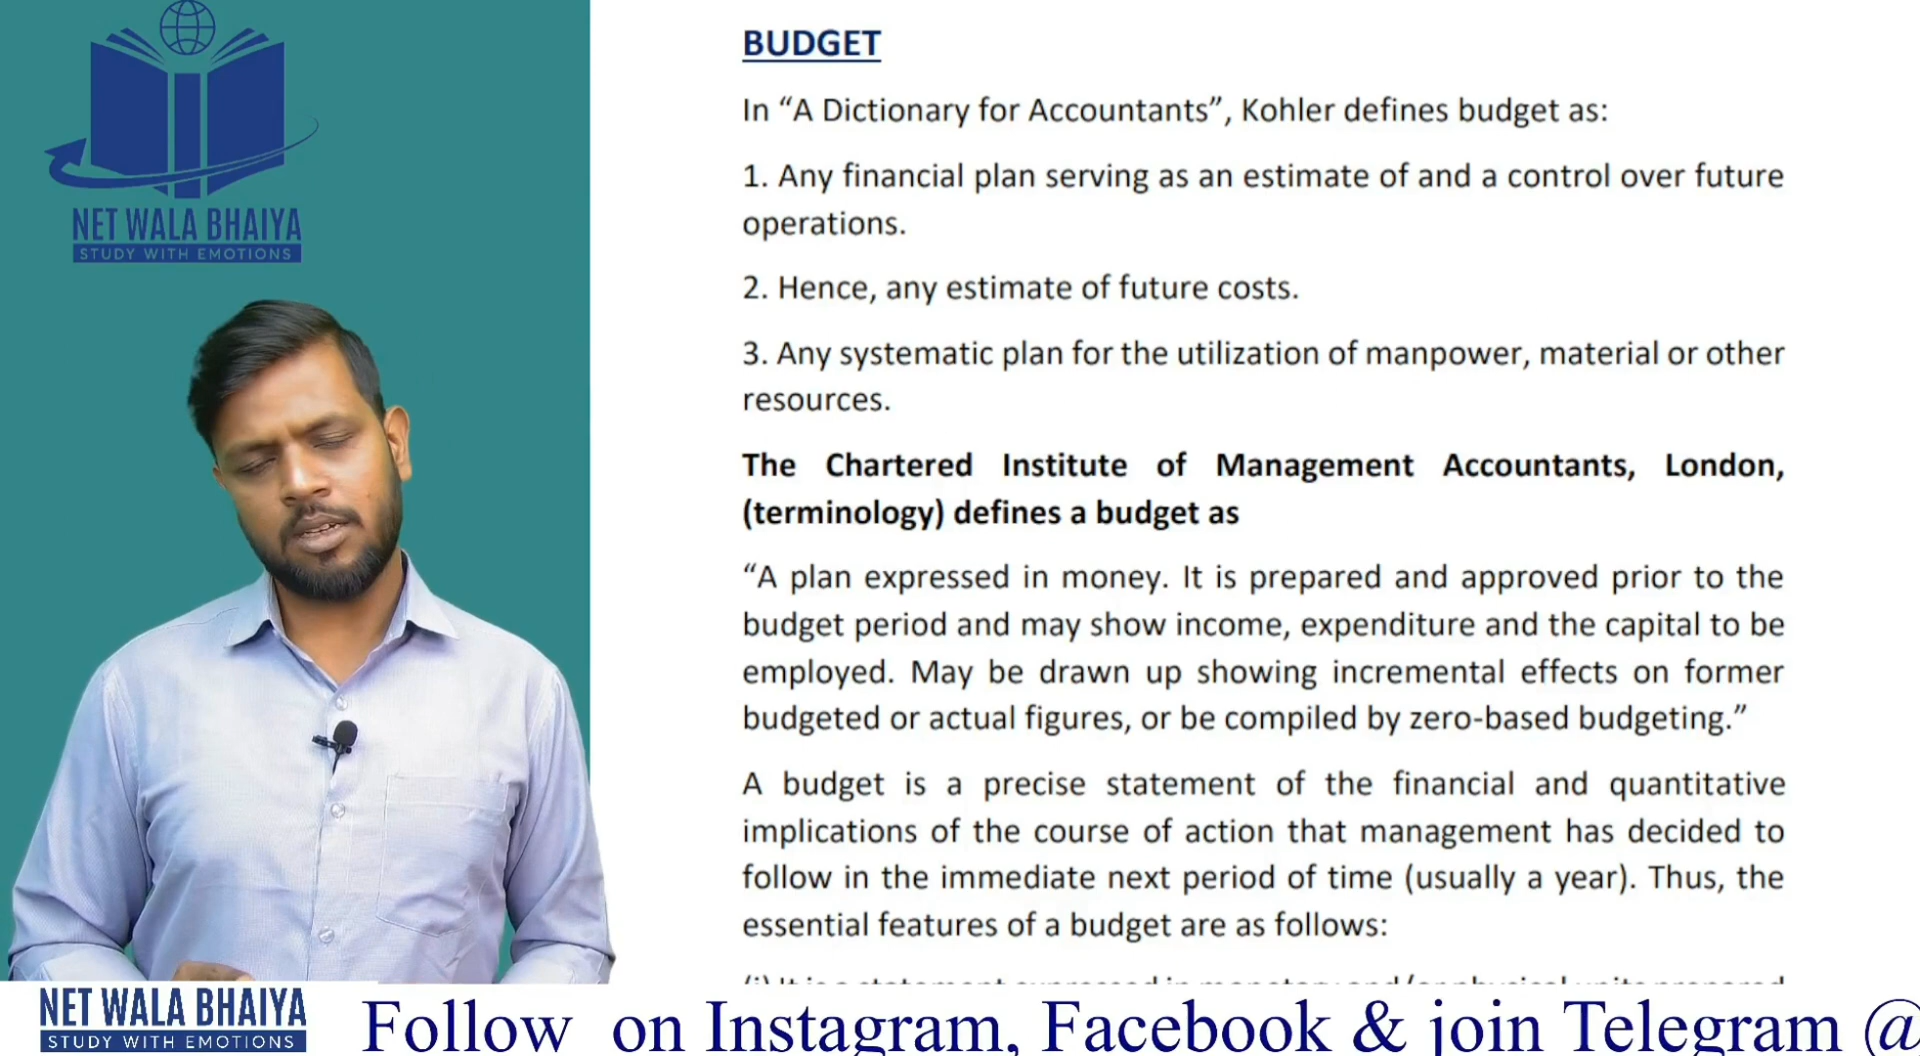 NET WALA BHAIYA
STUDY WITH EMOTIONS
BUDGET
In “A Dictionary for Accountants”, Kohler defines budget as:
1. Any financial plan serving as an estimate of and a control over future
operations.
2. Hence, any estimate of future costs.
3. Any systematic plan for the utilization of manpower, material or other
resources.
The Chartered Institute of Management Accountants, London,
(terminology) defines a budget as
“A plan expressed in money. It is prepared and approved prior to the
budget period and may show income, expenditure and the capital to be
employed. May be drawn up showing incremental effects on former
budgeted or actual figures, or be compiled by zero-based budgeting.”
A budget is a precise statement of the financial and quantitative
implications of the course of action that management has decided to
follow in the immediate next period of time (usually a year). Thus, the
essential features of a budget are as follows:
NET WALA BHAIYA
STUDY WITH EMOTIONS
Follow on Instagram, Facebook & join Telegram @